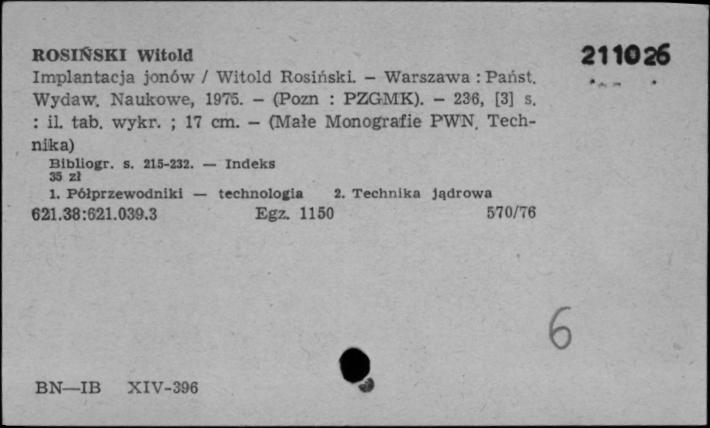 ROSIŃSKI Witold
211026
Implantacja jonów / Witold Rosiński. — Warszawa : Państ.
Wydaw. Naukowe, 1975. — (Pozn : PZGMK). — 236, [3] s.
: il. tab. wykr. ; 17 cm. — (Małe Monografie PWN. Tech-
nika)
Bibliogr. s. 215-232. — Indeks
35 zł
1. Półprzewodniki — technologia 2. Technika jądrowa
621.38:621.039.3 Egz. 1150 570/76
6
BN—IB XIV-396